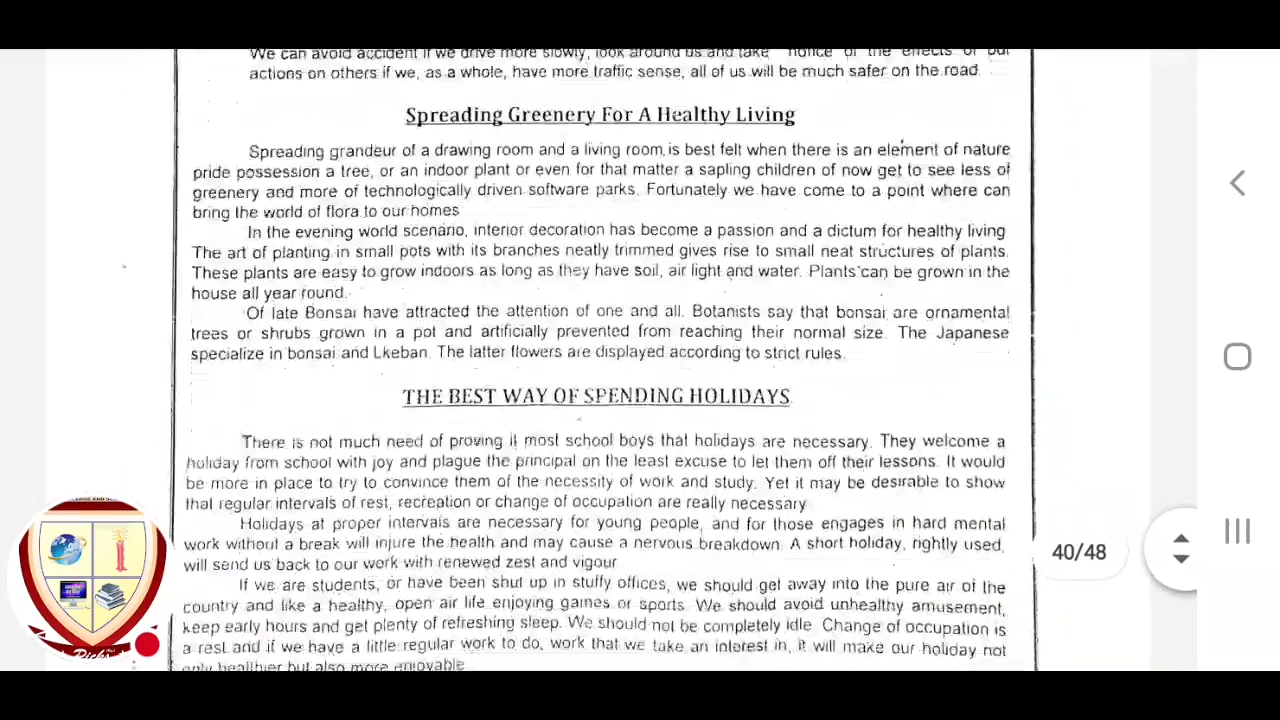 We can avoid accident if we drive more slowly, look around us and take notice of the effects of our
actions on others if we, as a whole, have more traffic sense, all of us will be much safer on the road.
Spreading Greenery For A Healthy Living
Spreading grandeur of a drawing room and a living room is best felt when there is an element of nature
pride possession a tree, or an indoor plant or even for that matter a sapling children of now get to see less of
greenery and more of technologically driven software parks. Fortunately we have come to a point where can
bring the world of flora to our homes
In the evening world scenario, interior decoration has become a passion and a dictum for healthy living
The art of planting in small pots with its branches neatly trimmed gives rise to small neat structures of plants.
These plants are easy to grow indoors as long as they have soil, air light and water. Plants can be grown in the
house all year round.
Of late Bonsai have attracted the attention of one and all. Botanists say that bonsai are ornamental
trees or shrubs grown in a pot and artificially prevented from reaching their normal size. The Japanese
specialize in bonsai and Lkeban. The latter flowers are displayed according to strict rules.
THE BEST WAY OF SPENDING HOLIDAYS
There is not much need of proving it most school boys that holidays are necessary. They welcome a
holiday from school with joy and plague the principal on the least excuse to let them off their lessons. It would
be more in place to try to convince them of the necessity of work and study. Yet it may be desirable to show
that regular intervals of rest, recreation or change of occupation are really necessary
Holidays at proper intervals are necessary for young people, and for those engages in hard mental
work without a break will injure the health and may cause a nervous breakdown. A short holiday, rightly used,
will send us back to our work with renewed zest and vigour
If we are students, or have been shut up in stuffy offices, we should get away into the pure air of the
country and like a healthy, open air life enjoying games or sports. We should avoid unhealthy amusement,
keep early hours and get plenty of refreshing sleep. We should not be completely idle. Change of occupation is
a rest and if we have a little regular work to do, work that we take an interest in, it will make our holiday not
only healthier but also more enjoyable
40/48